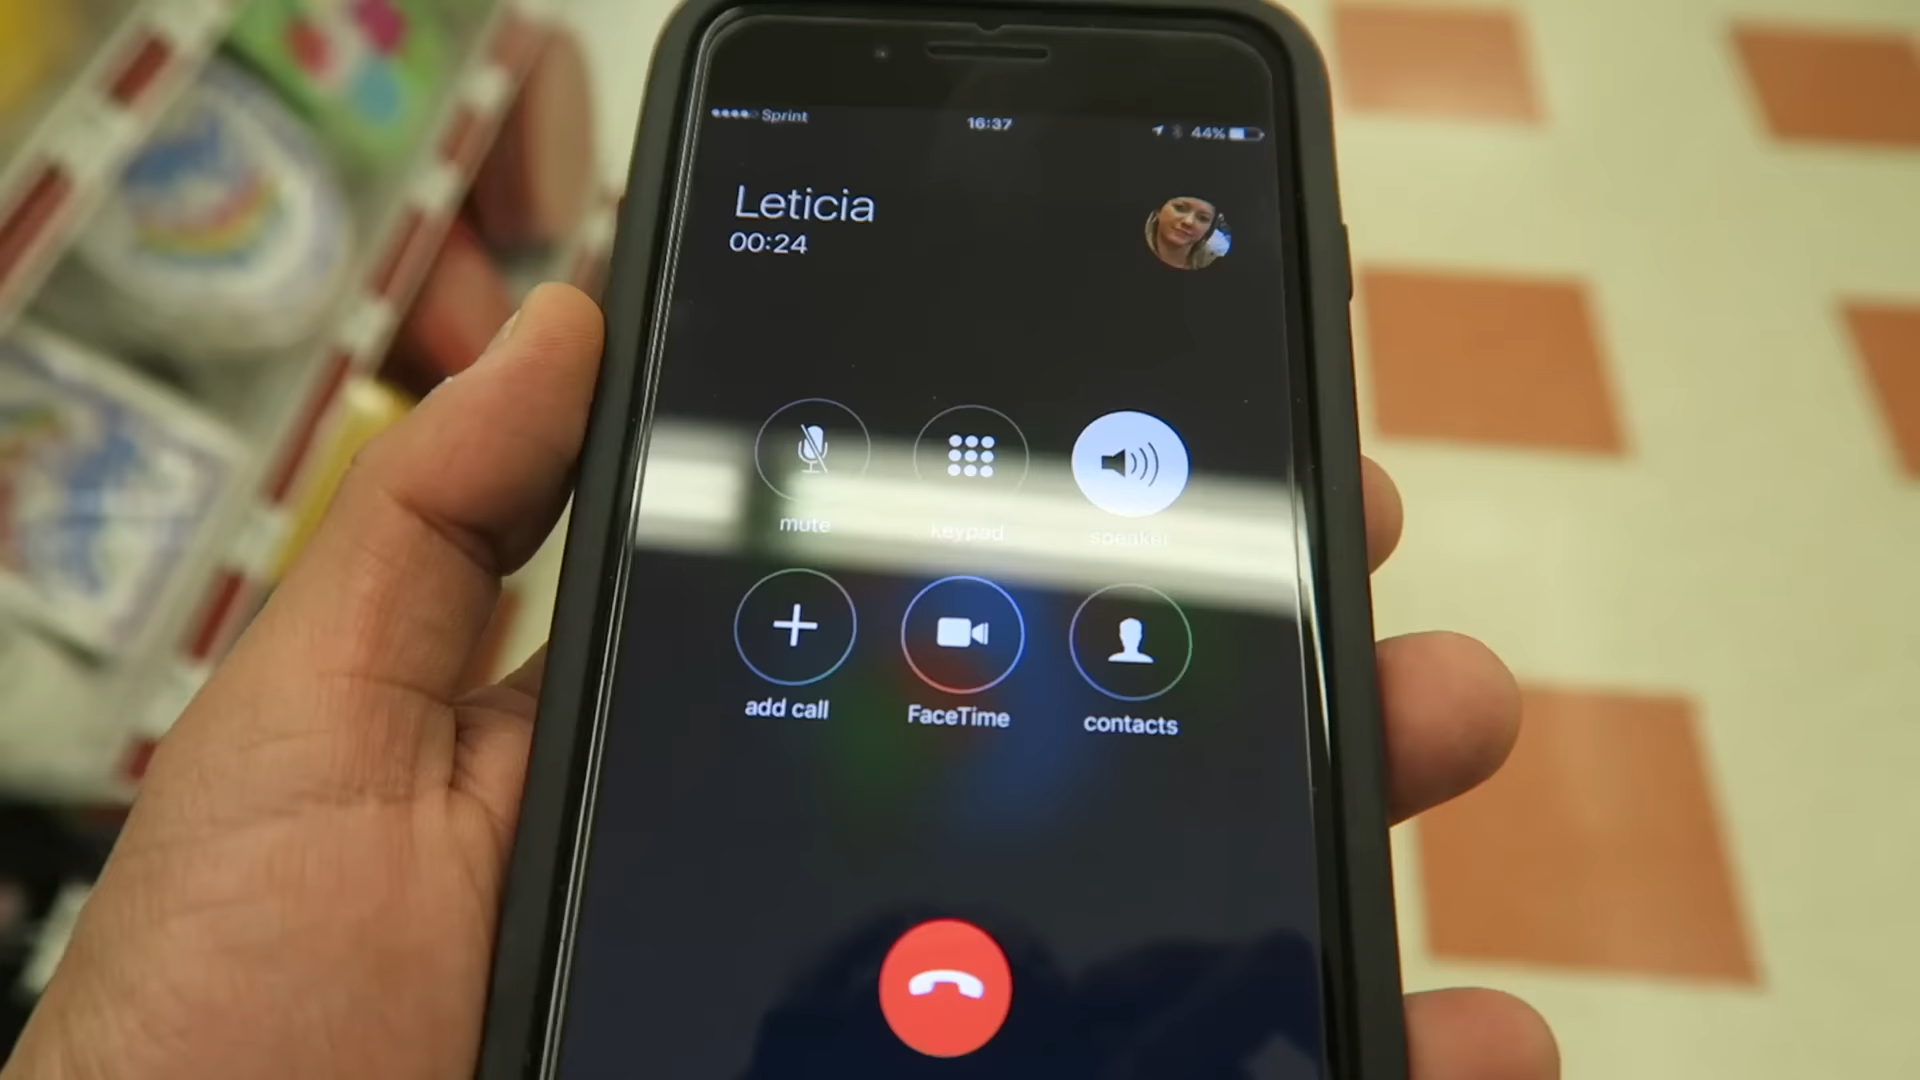 Sprint
16:37
44%
Leticia
00:24
mute
keypad
speaker
add call
FaceTime
contacts